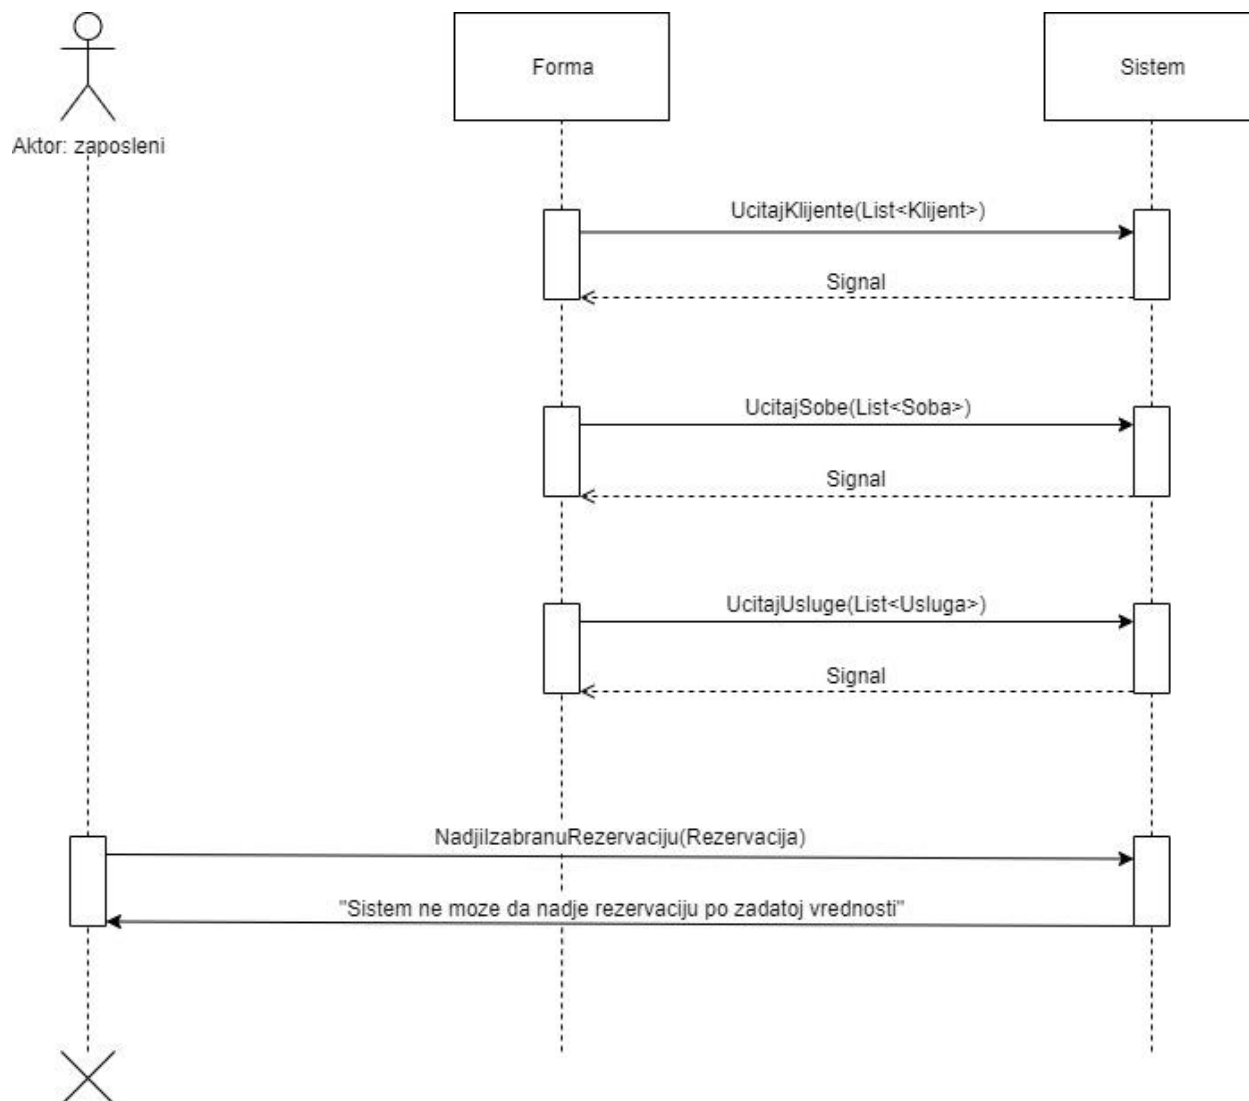 Forma
Sistem
Aktor: zaposleni
UcitajKlijente(List<Klijent>)
Signal
UcitajSobe(List<Soba>)
Signal
UcitajUsluge(List<Usluga>)
Signal
NadjiIzabranuRezervaciju(Rezervacija)
"Sistem ne moze da nadje rezervaciju po zadatoj vrednosti"